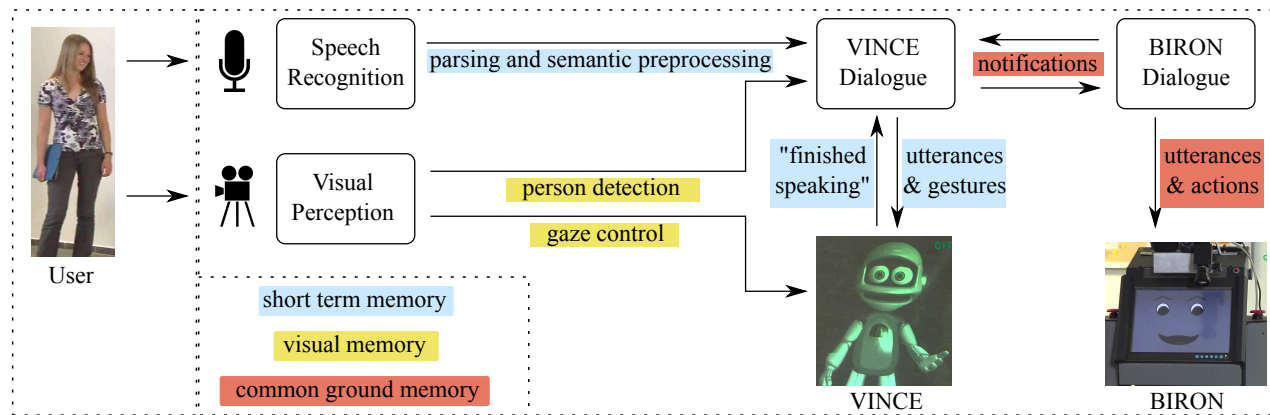 Speech
Recognition
parsing and semantic preprocessing
VINCE
Dialogue
notifications
BIRON
Dialogue
Visual
Perception
person detection
gaze control
"finished
speaking"
utterances
& gestures
utterances
& actions
User
short term memory
visual memory
common ground memory
VINCE
BIRON